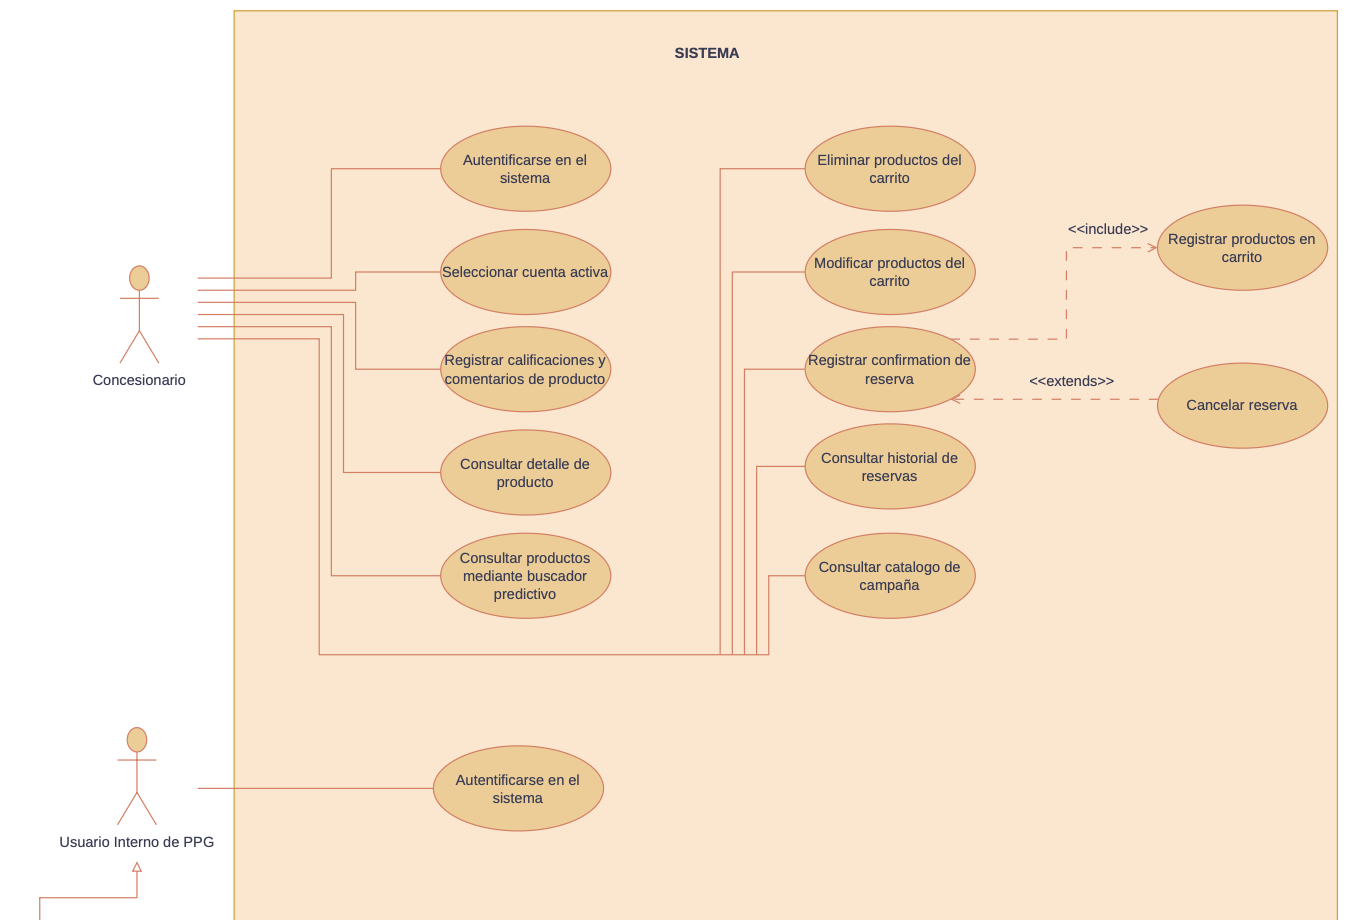 SISTEMA
Autentificarse en el
sistema
Seleccionar cuenta activa
Registrar calificaciones y
comentarios de producto
Consultar detalle de
producto
Consultar productos
mediante buscador
predictivo
Eliminar productos del
carrito
Modificar productos del
carrito
Registrar confirmation de
reserva
Consultar historial de
reservas
Consultar catalogo de
campaña
<<include>>
Registrar productos en
carrito
<<extends>>
Cancelar reserva
Concesionario
Autentificarse en el
sistema
Usuario Interno de PPG